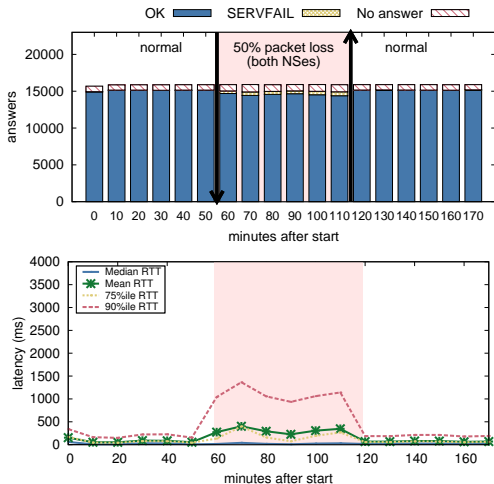 OK SERVFAIL No answer
normal 50% packet loss normal
(both NSes)
20000
15000
10000
5000
0
answers
0 10 20 30 40 50 60 70 80 90 100 110 120 130 140 150 160 170
minutes after start
4000
3500
3000
2500
2000
1500
1000
500
0
latency (ms)
Median RTT
Mean RTT
75%ile RTT
90%ile RTT
0 20 40 60 80 100 120 140 160
minutes after start